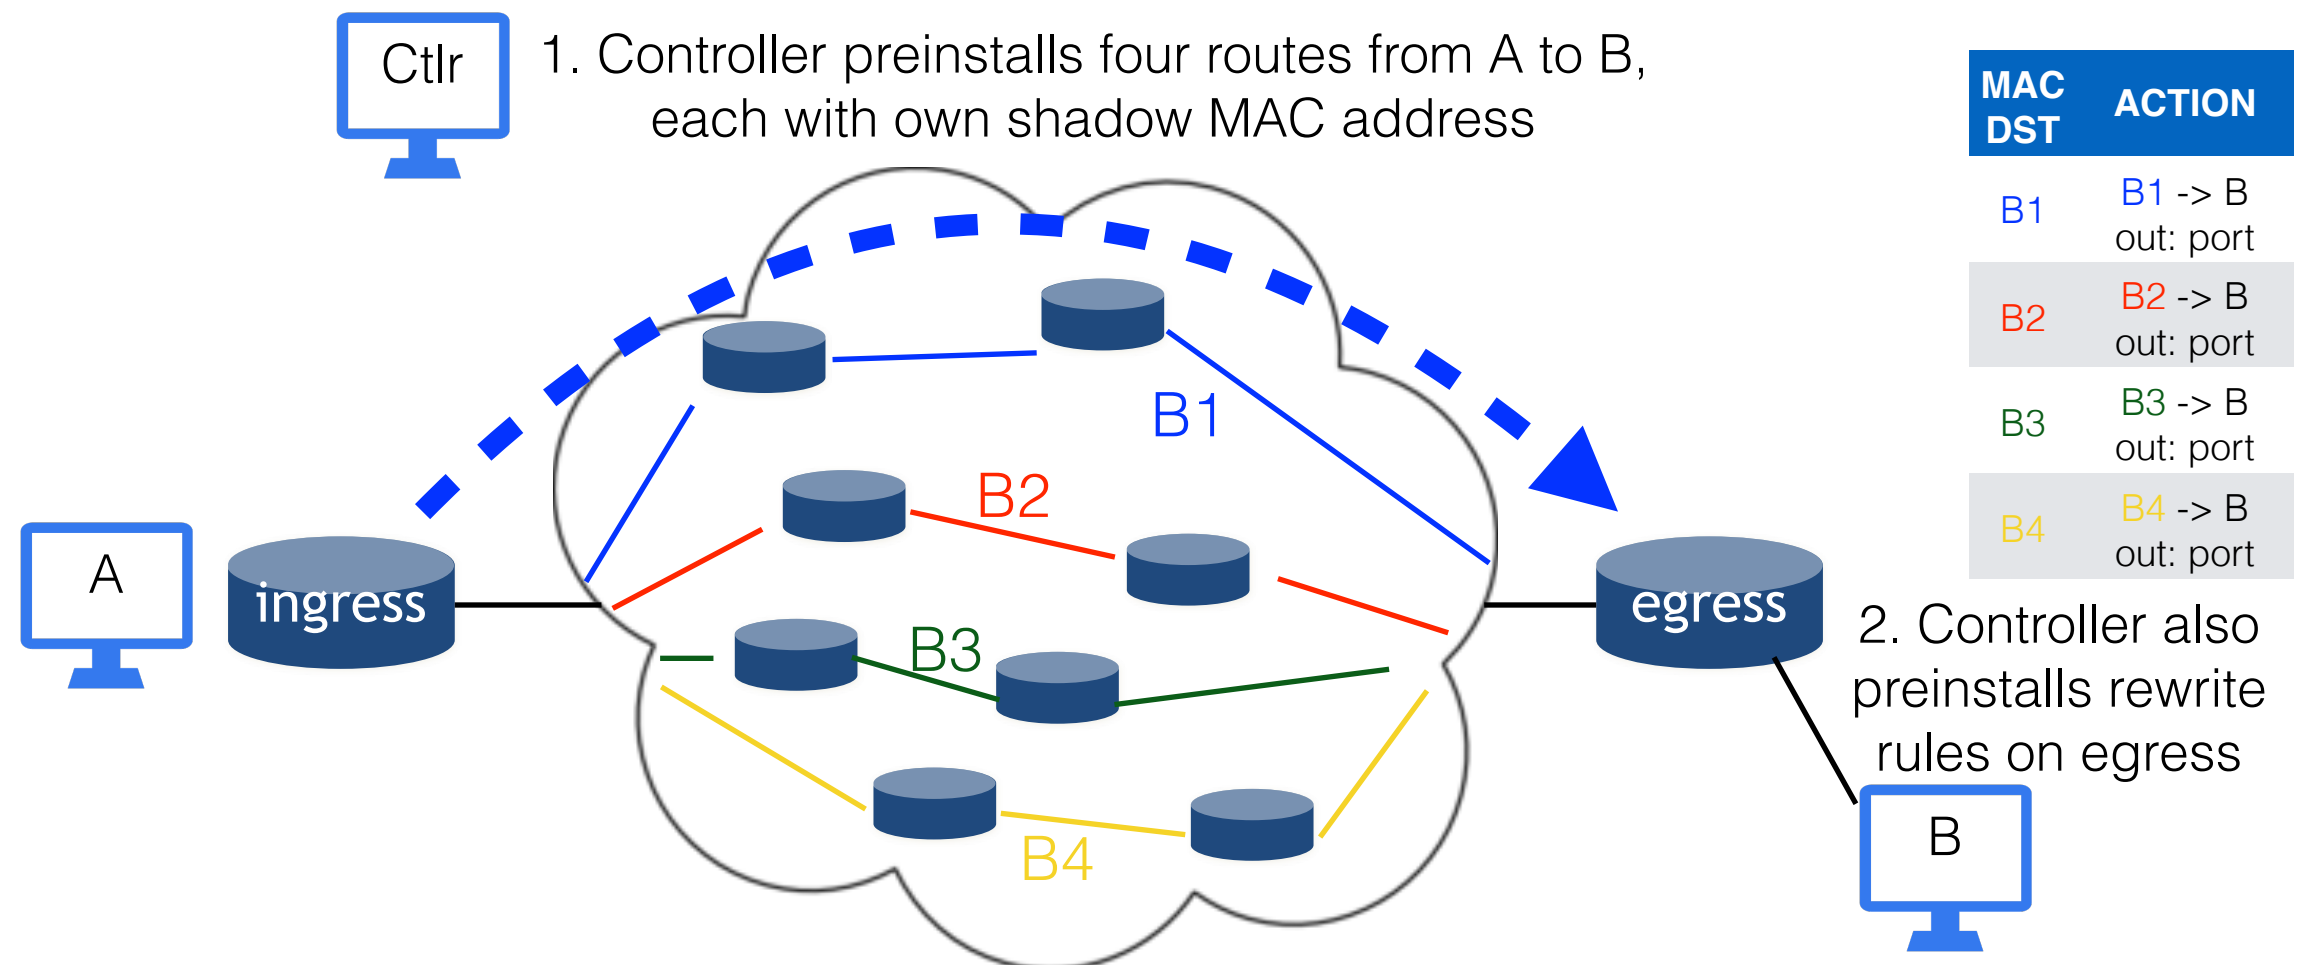 Ctlr
1. Controller preinstalls four routes from A to B,
each with own shadow MAC address
MAC DST
ACTION
B1
B1 -> B
out: port
B2
B2 -> B
out: port
B3
B3 -> B
out: port
B4
B4 -> B
out: port
B1
B2
B3
B4
A
ingress
egress
2. Controller also
preinstalls rewrite
rules on egress
B